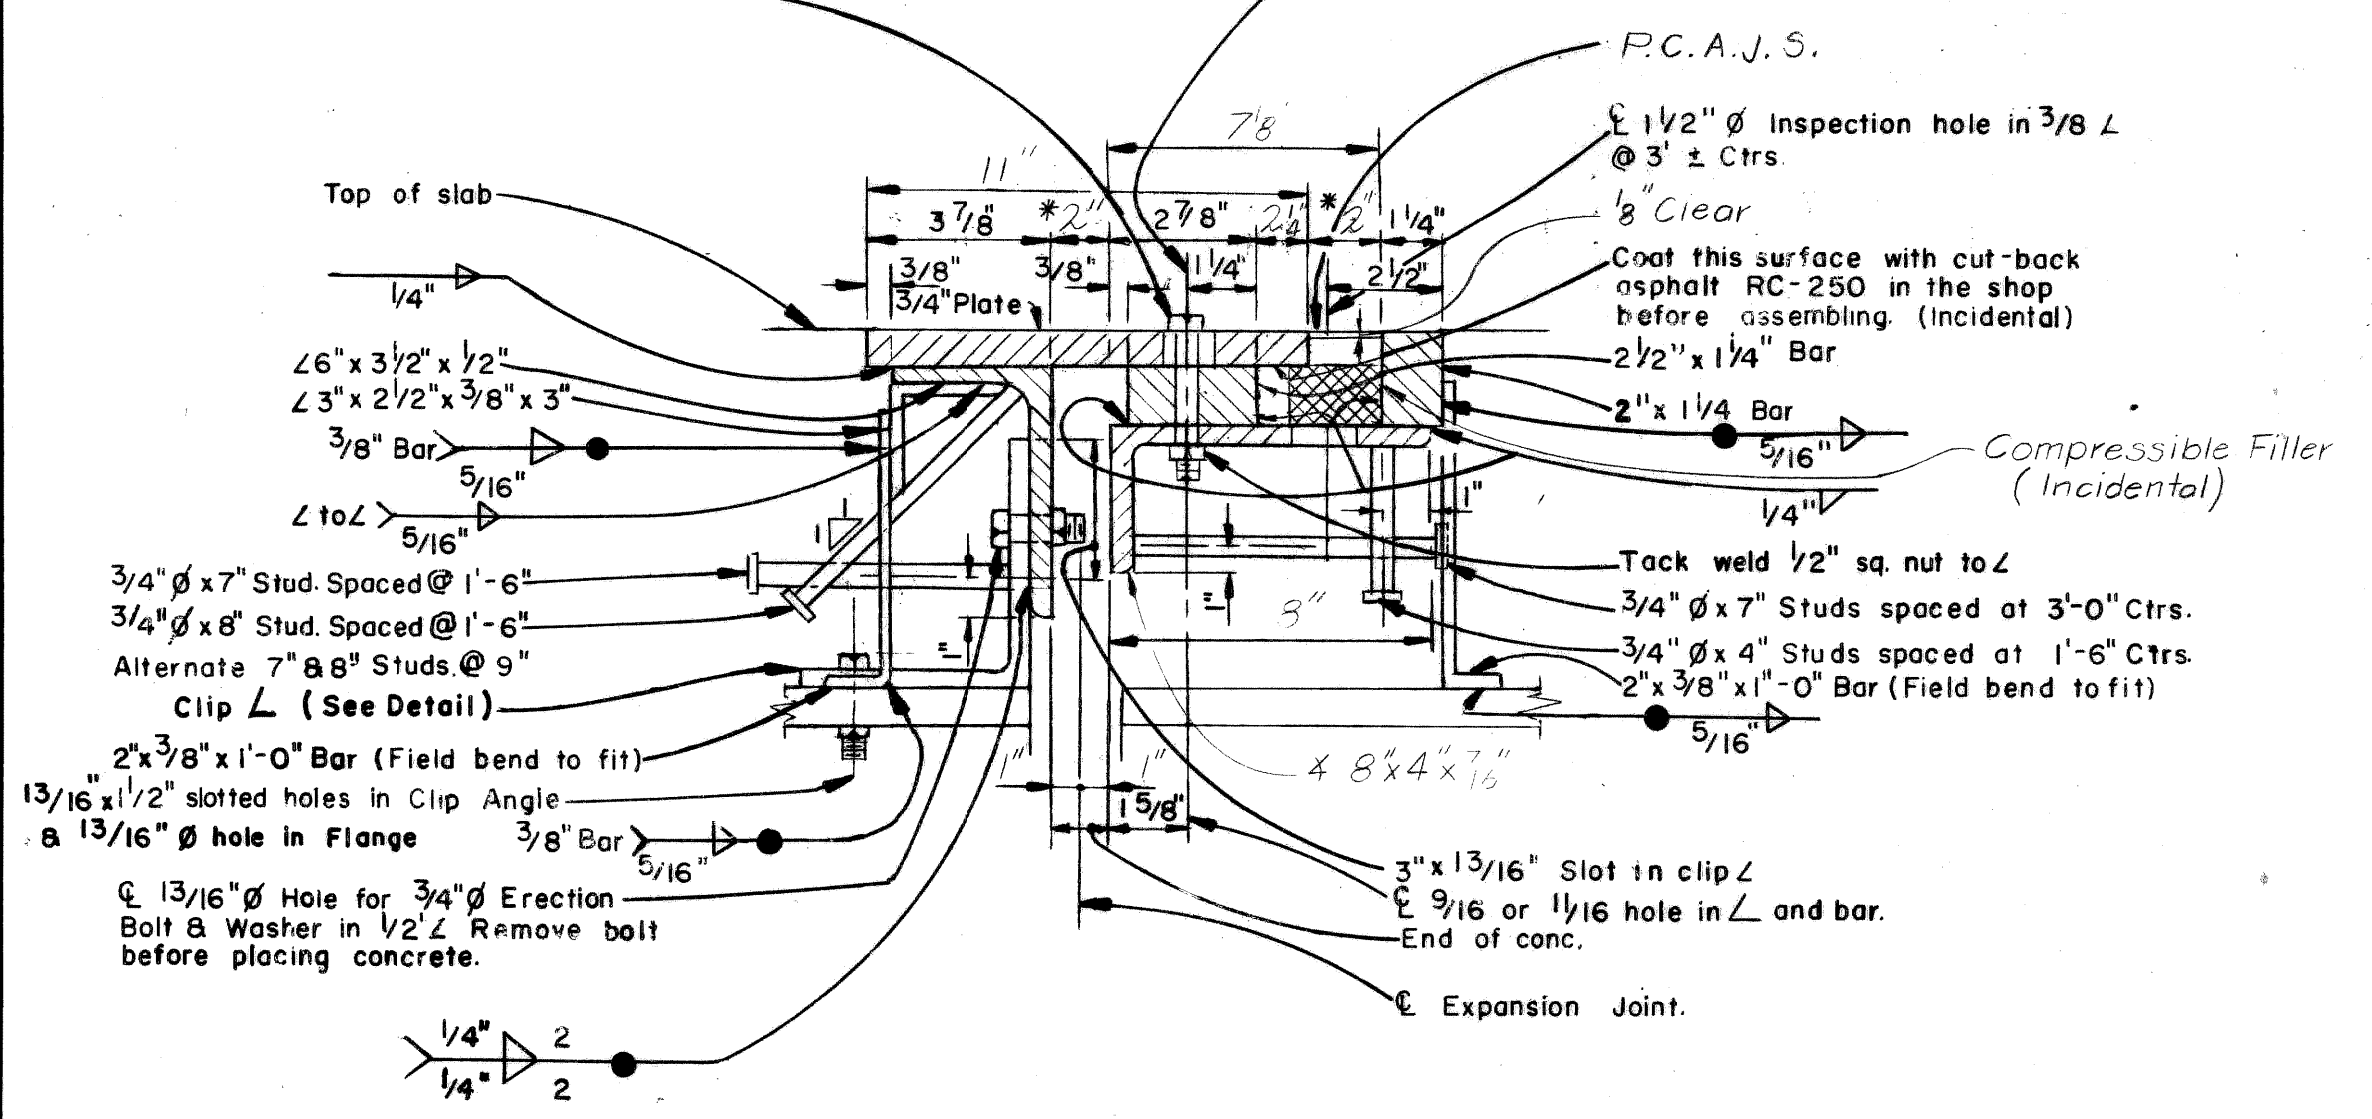 P.C.A.J.S.
℄ 1 1/2" Ø Inspection hole in 3/8 ∠
@ 3' ± Ctrs.
1/8" Clear
Coat this surface with cut-back
asphalt RC-250 in the shop
before assembling. (Incidental)
2 1/2" x 1 1/4" Bar
2" x 1 1/4 Bar
5/16"
Compressible Filler
(Incidental)
1/4"
Tack weld 1/2" sq. nut to ∠
3/4" Ø x 7" Studs spaced at 3'-0" Ctrs.
3/4" Ø x 4" Studs spaced at 1'-6" Ctrs.
2" x 3/8" x 1"-0" Bar (Field bend to fit)
5/16"
7 1/8"
11"
3 7/8"
*2"
2 7/8"
2 1/4"
*2"
1 1/4"
3/8"
3/8"
1 1/4"
2 1/2"
3/4" Plate
Top of slab
1/4"
∠6" x 3 1/2" x 1/2"
∠3" x 2 1/2" x 3/8" x 3"
3/8" Bar
5/16"
∠ to ∠
5/16"
1
1
1"
3/4" Ø x 7" Stud. Spaced @ 1'-6"
3/4" Ø x 8" Stud. Spaced @ 1'-6"
Alternate 7" & 8" Studs. @ 9"
Clip ∠ (See Detail)
2" x 3/8" x 1'-0" Bar (Field bend to fit)
13/16" x 1 1/2" slotted holes in Clip Angle
& 13/16" Ø hole in Flange
3/8" Bar
5/16"
℄ 13/16" Ø Hole for 3/4" Ø Erection
Bolt & Washer in 1/2' ∠ Remove bolt
before placing concrete.
1/4" 2
1/4" 2
1"
1"
8"
1"
1"
1 5/8"
∡ 8" x 4" x 7/16"
3" x 13/16" Slot in clip ∠
℄ 9/16 or 11/16 hole in ∠ and bar.
End of conc.
℄ Expansion Joint.